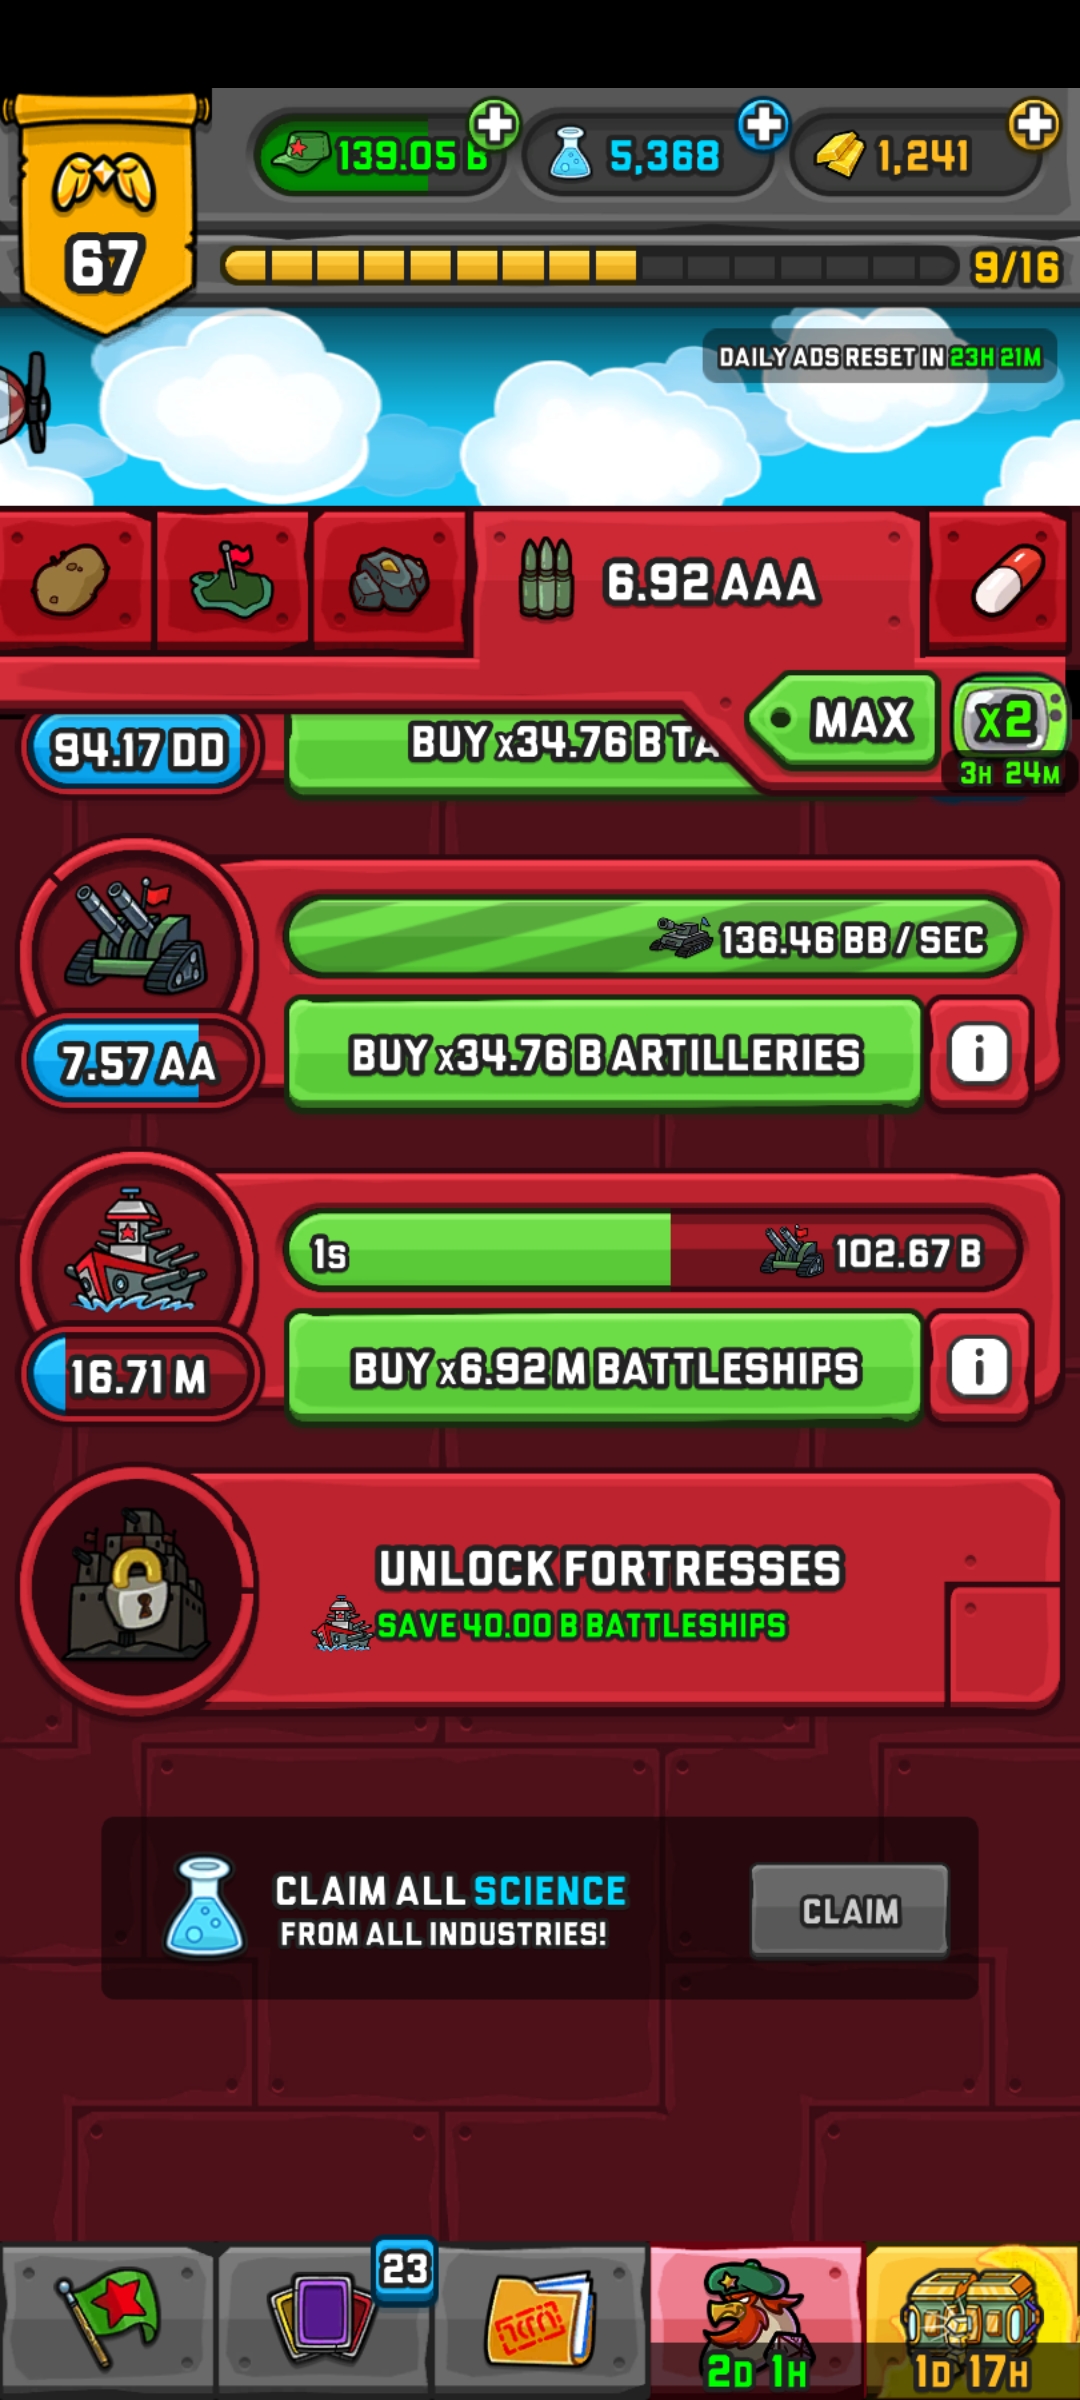 139.05 B
5,368
1,241
67
9/16
DAILY ADS RESET IN 23H 21M
6.92 AAA
MAX
x2
3H 24M
94.17 DD
BUY x34.76 B TA
136.46 BB / SEC
7.57 AA
BUY x34.76 B ARTILLERIES
1s
102.67 B
16.71 M
BUY x6.92 M BATTLESHIPS
UNLOCK FORTRESSES
SAVE 40.00 B BATTLESHIPS
CLAIM ALL SCIENCE
FROM ALL INDUSTRIES!
CLAIM
23
2D 1H
1D 17H